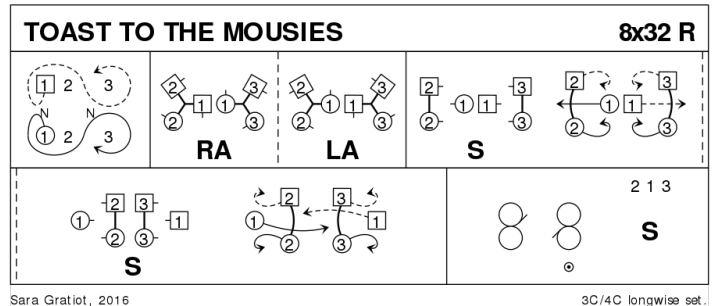 TOAST TO THE MOUSIES 8x32 R
1 2 3
N N
1 2 3
2 3 2 3
1 1 1 1
2 3 2 3
RA LA
2 3
1 1
2 3
S
2 3
1 1
2 3
2 3
1 1
2 3
S
2 3
1 1
2 3
2 1 3
S
Sara Gratiot, 2016 3C/4C longwise set.